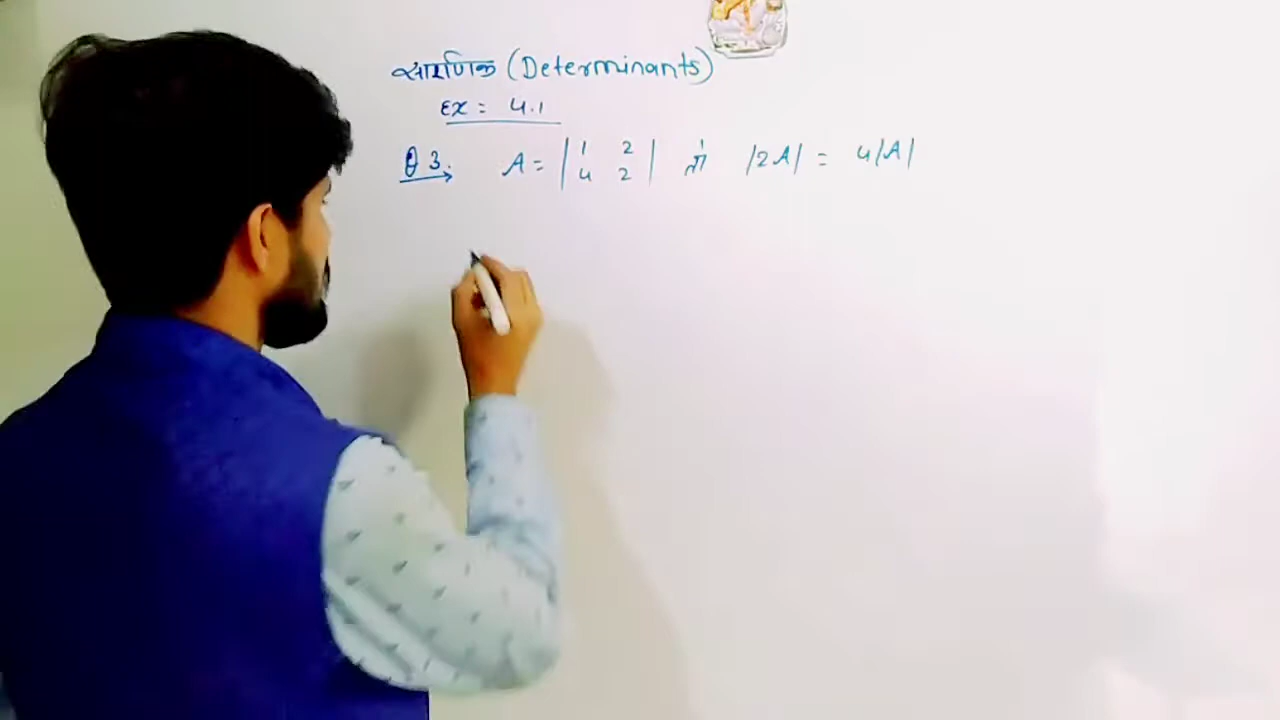 सारणिक (Determinants)
Ex = 4.1
Q 3. A = | 1 2 | तो |2A| = 4|A|
4 2